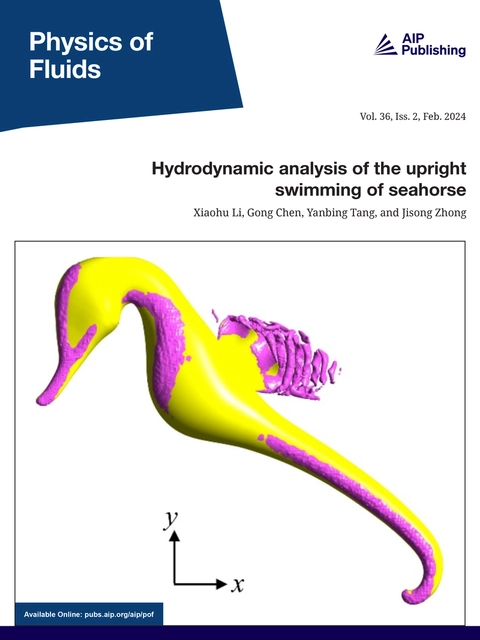 Physics of
Fluids
AIP
Publishing
Vol. 36, Iss. 2, Feb. 2024
Hydrodynamic analysis of the upright
swimming of seahorse
Xiaohu Li, Gong Chen, Yanbing Tang, and Jisong Zhong
y
x
Available Online: pubs.aip.org/aip/pof